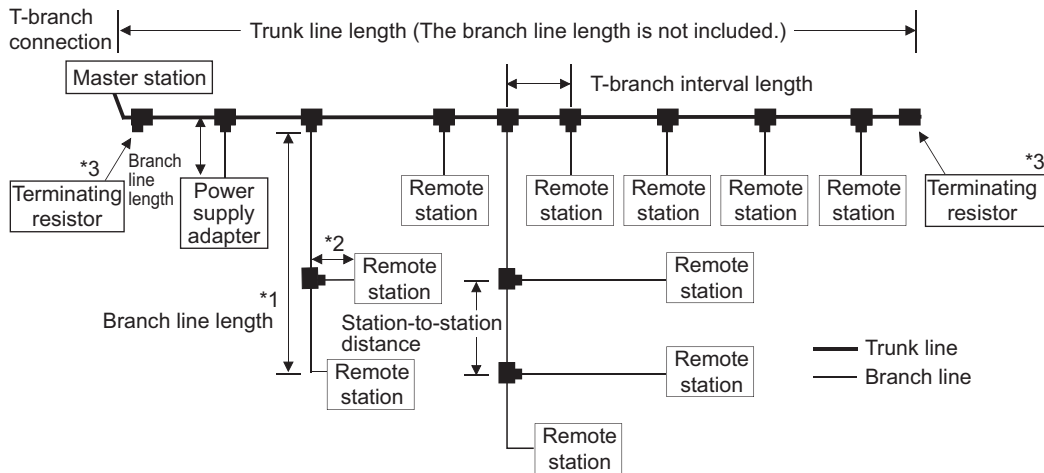 T-branch
connection
Trunk line length (The branch line length is not included.)
Master station
T-branch interval length
*3
Terminating
resistor
Branch
line
length
Power
supply
adapter
Remote
station
Remote
station
Remote
station
Remote
station
Remote
station
*3
Terminating
resistor
*2
Remote
station
*1
Branch line length
Remote
station
Station-to-station
distance
Remote
station
Remote
station
Remote
station
Trunk line
Branch line